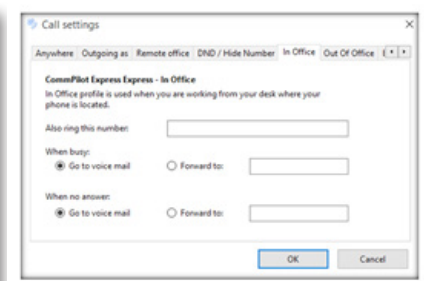 Call settings
Anywhere Outgoing as Remote office DND / Hide Number In Office Out Of Office
CommPilot Express Express - In Office
In Office profile is used when you are working from your desk where your
phone is located.
Also ring this number:
When busy:
Go to voice mail Forward to:
When no answer:
Go to voice mail Forward to:
OK Cancel